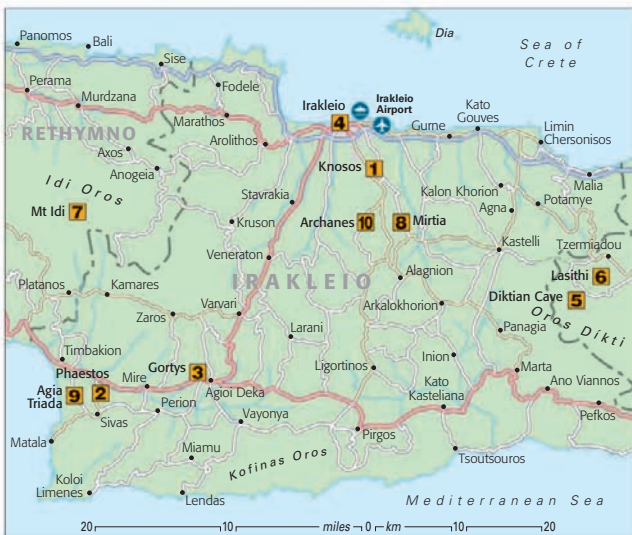 Dia
Sea of
Crete
Panomos
Bali
Sise
Perama
Fodele
Murdzana
Irakleio
4
Irakleio
Airport
Kato
Gouves
Marathos
Gurne
Limin
Chersonisos
RETHYMNO
Arolithos
Axos
Knosos
1
Anogeia
Malia
Idi Oros
Kalon Khorion
Stavrakia
Potamye
Agna
Mt Idi
7
Kruson
Archanes
10
8
Mirtia
Kastelli
Tzermiadou
Veneraton
Lasithi
6
Alagnion
IRAKLEIO
Platanos
Kamares
Diktian Cave
5
Varvari
Arkalokhorion
Zaros
Oros Dikti
Larani
Panagia
Timbakion
Inion
Phaestos
Gortys
3
Ligortinos
Marta
Mire
Agioi Deka
Kato
Kasteliana
Ano Viannos
Agia
Triada
9
2
Perion
Pefkos
Sivas
Vayonya
Pirgos
Matala
Miamu
Kofinas Oros
Tsoutsouros
Koloi
Limenes
Lendas
Mediterranean Sea
20
10
miles
0
km
10
20